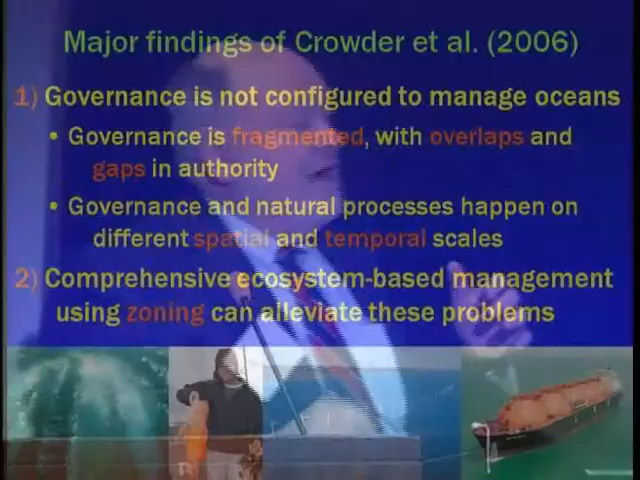 Major findings of Crowder et al. (2006)
1) Governance is not configured to manage oceans
• Governance is fragmented, with overlaps and
gaps in authority
• Governance and natural processes happen on
different spatial and temporal scales
2) Comprehensive ecosystem-based management
using zoning can alleviate these problems